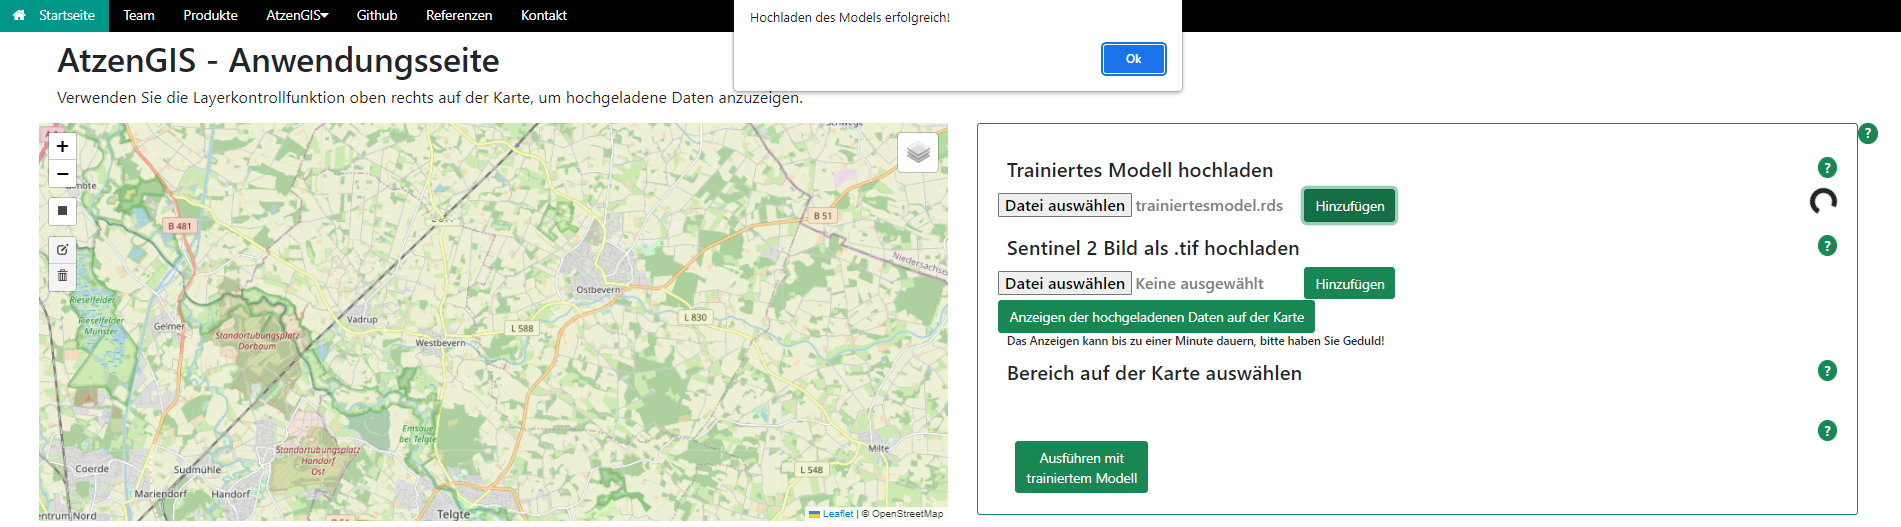 Startseite Team Produkte AtzenGIS Github Referenzen Kontakt
Hochladen des Models erfolgreich!
Ok
AtzenGIS - Anwendungsseite
Verwenden Sie die Layerkontrollfunktion oben rechts auf der Karte, um hochgeladene Daten anzuzeigen.
+
−
B 481
B 51
Niedersachsen
Ostbevern
Rieselfelder
Münster
Gelmer
Vadrup
Standortübungsplatz
Dorbaum
L 588
L 830
Westbevern
Emsaue
bei Telgte
Standortübungsplatz
Handorf
Ost
Milte
L 548
Coerde
Sudmühle
Mariendorf
Handorf
Telgte
Leaflet | © OpenStreetMap
?
Trainiertes Modell hochladen ?
Datei auswählen trainiertesmodel.rds Hinzufügen
Sentinel 2 Bild als .tif hochladen ?
Datei auswählen Keine ausgewählt Hinzufügen
Anzeigen der hochgeladenen Daten auf der Karte
Das Anzeigen kann bis zu einer Minute dauern, bitte haben Sie Geduld!
Bereich auf der Karte auswählen ?
?
Ausführen mit
trainiertem Modell